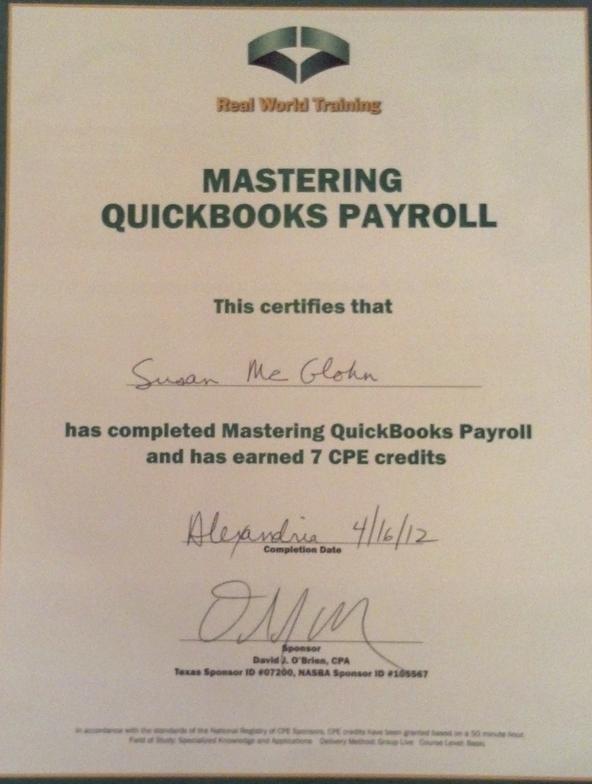 Real World Training
MASTERING
QUICKBOOKS PAYROLL
This certifies that
Susan Mc Glohn
has completed Mastering QuickBooks Payroll
and has earned 7 CPE credits
Alexandria 4/16/12
Completion Date
Sponsor
David J. O'Brien, CPA
Texas Sponsor ID #07200, NASBA Sponsor ID #105567
In accordance with the standards of the National Registry of CPE Sponsors, CPE credits have been granted based on a 50 minute hour.
Field of Study: Specialized Knowledge and Applications Delivery Method: Group Live Course Level: Basic